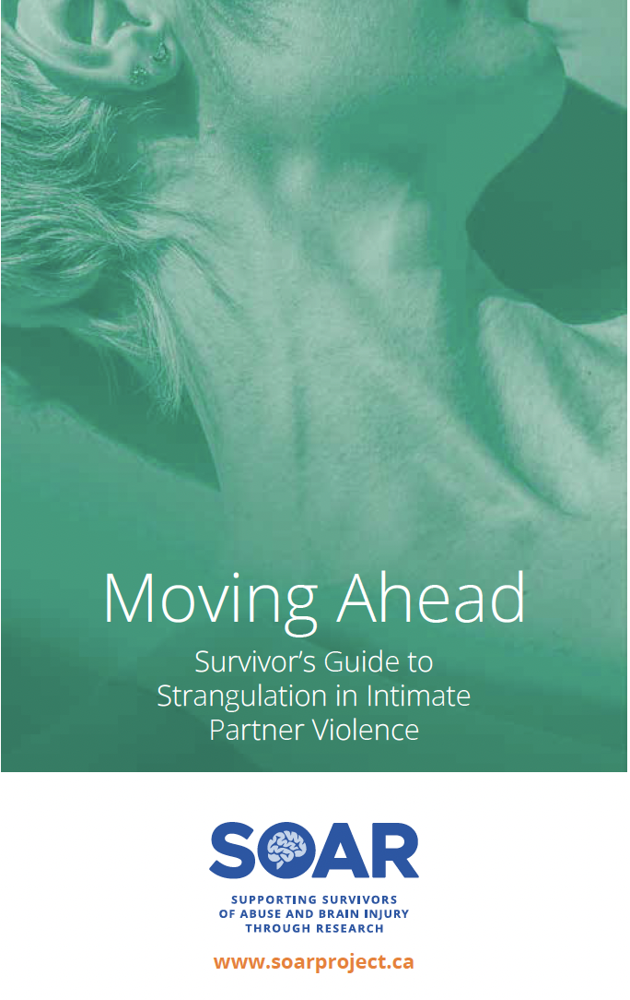 Moving Ahead
Survivor's Guide to
Strangulation in Intimate
Partner Violence
SOAR
SUPPORTING SURVIVORS
OF ABUSE AND BRAIN INJURY
THROUGH RESEARCH
www.soarproject.ca